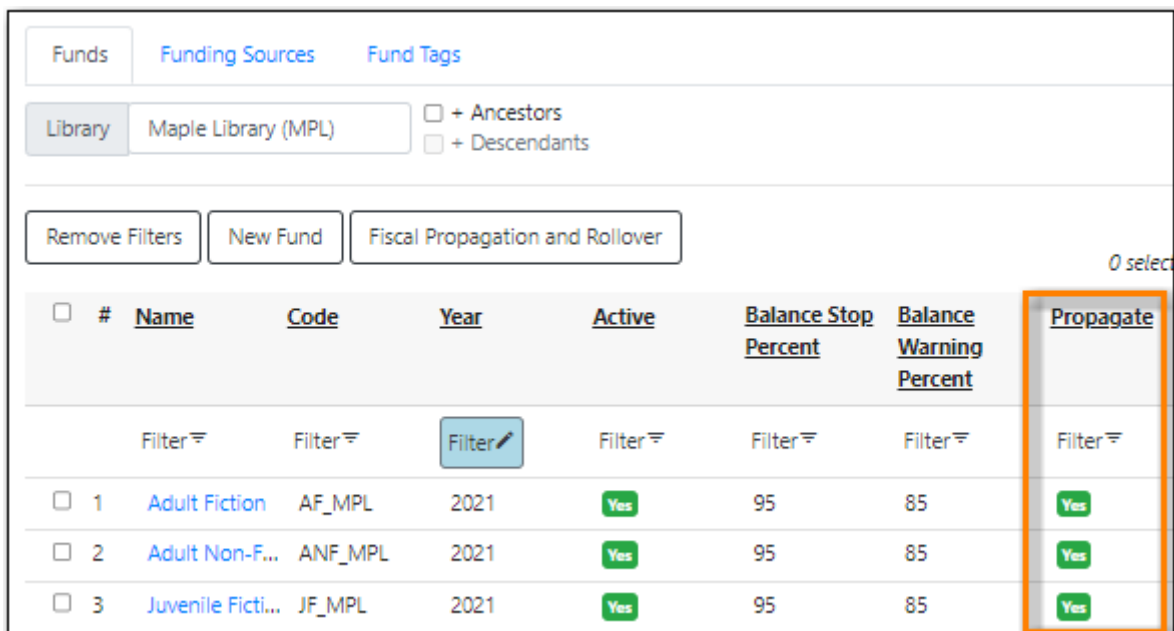 Funds Funding Sources Fund Tags
Library Maple Library (MPL) + Ancestors
+ Descendants
Remove Filters New Fund Fiscal Propagation and Rollover
0 select
# Name Code Year Active Balance Stop Percent Balance Warning Percent Propagate
Filter Filter Filter Filter Filter Filter Filter
1 Adult Fiction AF_MPL 2021 Yes 95 85 Yes
2 Adult Non-F... ANF_MPL 2021 Yes 95 85 Yes
3 Juvenile Ficti... JF_MPL 2021 Yes 95 85 Yes